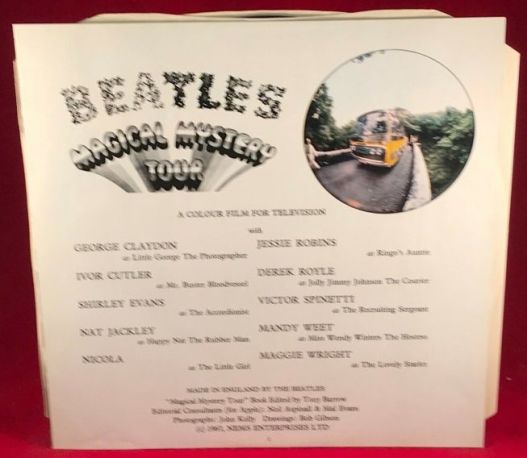 BEATLES
MAGICAL MYSTERY
TOUR
A COLOUR FILM FOR TELEVISION
with
GEORGE CLAYDON
as Little George The Photographer
IVOR CUTLER
as Mr. Buster Bloodvessel
SHIRLEY EVANS
as The Accordionist
NAT JACKLEY
as Happy Nat The Rubber Man
NICOLA
as The Little Girl
JESSIE ROBINS
as Ringo's Auntie
DEREK ROYLE
as Jolly Jimmy Johnson The Courier
VICTOR SPINETTI
as The Recruiting Sergeant
MANDY WEET
as Miss Wendy Winters The Hostess
MAGGIE WRIGHT
as The Lovely Starlet
MADE IN ENGLAND BY THE BEATLES
"Magical Mystery Tour" Book Edited by Tony Barrow
Editorial Consultants (for Apple): Neil Aspinall & Mal Evans
Photographs: John Kelly Drawings: Bob Gibson
(c) 1967, NEMS ENTERPRISES LTD